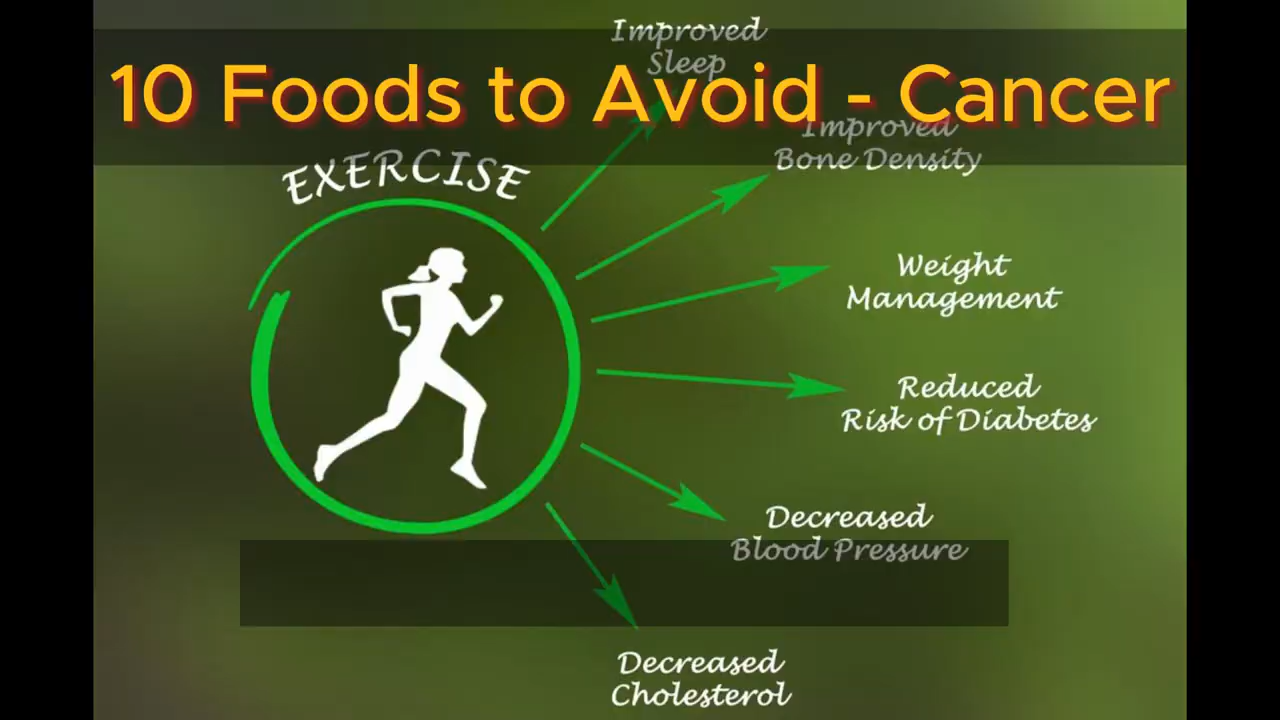 Improved
Sleep
10 Foods to Avoid - Cancer
Improved
Bone Density
EXERCISE
Weight
Management
Reduced
Risk of Diabetes
Decreased
Blood Pressure
Decreased
Cholesterol